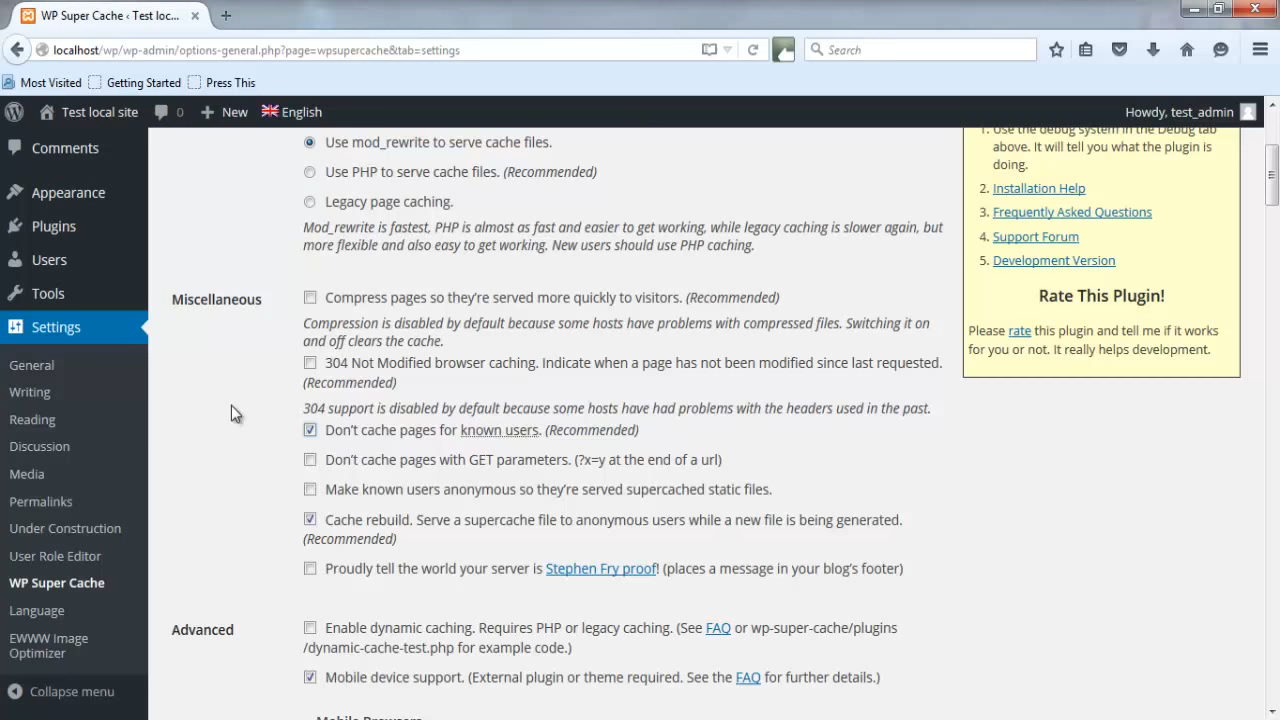 WP Super Cache ‹ Test loc...
localhost/wp/wp-admin/options-general.php?page=wpsupercache&tab=settings
Search
Most Visited
Getting Started
Press This
Test local site
0
New
English
Howdy, test_admin
Comments
Appearance
Plugins
Users
Tools
Settings
General
Writing
Reading
Discussion
Media
Permalinks
Under Construction
User Role Editor
WP Super Cache
Language
EWWW Image
Optimizer
Collapse menu
Use mod_rewrite to serve cache files.
Use PHP to serve cache files. (Recommended)
Legacy page caching.
Mod_rewrite is fastest, PHP is almost as fast and easier to get working, while legacy caching is slower again, but
more flexible and also easy to get working. New users should use PHP caching.
Miscellaneous
Compress pages so they're served more quickly to visitors. (Recommended)
Compression is disabled by default because some hosts have problems with compressed files. Switching it on
and off clears the cache.
304 Not Modified browser caching. Indicate when a page has not been modified since last requested.
(Recommended)
304 support is disabled by default because some hosts have had problems with the headers used in the past.
Don't cache pages for known users. (Recommended)
Don't cache pages with GET parameters. (?x=y at the end of a url)
Make known users anonymous so they're served supercached static files.
Cache rebuild. Serve a supercache file to anonymous users while a new file is being generated.
(Recommended)
Proudly tell the world your server is Stephen Fry proof! (places a message in your blog's footer)
Advanced
Enable dynamic caching. Requires PHP or legacy caching. (See FAQ or wp-super-cache/plugins
/dynamic-cache-test.php for example code.)
Mobile device support. (External plugin or theme required. See the FAQ for further details.)
Mobile Browsers
1. Use the debug system in the Debug tab
above. It will tell you what the plugin is
doing.
2. Installation Help
3. Frequently Asked Questions
4. Support Forum
5. Development Version
Rate This Plugin!
Please rate this plugin and tell me if it works
for you or not. It really helps development.